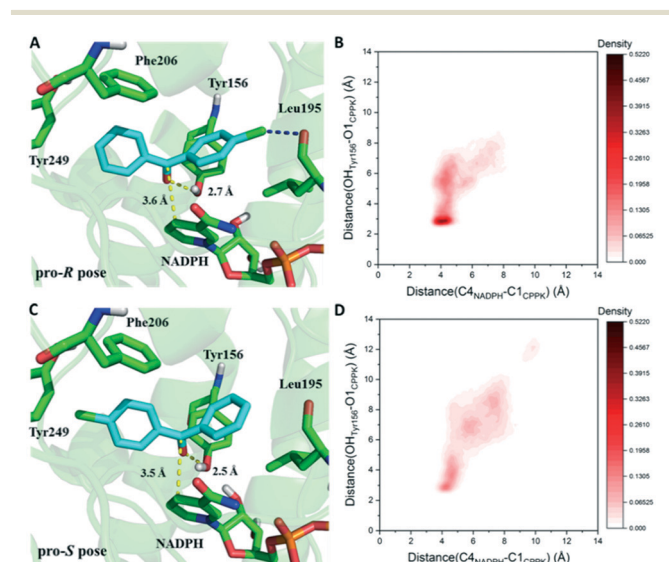 A
Phe206
Tyr156
Leu195
Tyr249
3.6 Å
2.7 Å
NADPH
pro-R pose
B
Density
0.5220
0.4567
0.3915
0.3263
0.2610
0.1957
0.1305
0.06525
0.000
14
12
10
8
6
4
2
0
0 2 4 6 8 10 12 14
Distance(OHTyr156-O1CPPK) (Å)
Distance(C4NADPH-C1CPPK) (Å)
C
Phe206
Tyr156
Leu195
Tyr249
3.5 Å
2.5 Å
NADPH
pro-S pose
D
Density
0.5220
0.4567
0.3915
0.3263
0.2610
0.1957
0.1305
0.06525
0.000
14
12
10
8
6
4
2
0
0 2 4 6 8 10 12 14
Distance(OHTyr156-O1CPPK) (Å)
Distance(C4NADPH-C1CPPK) (Å)